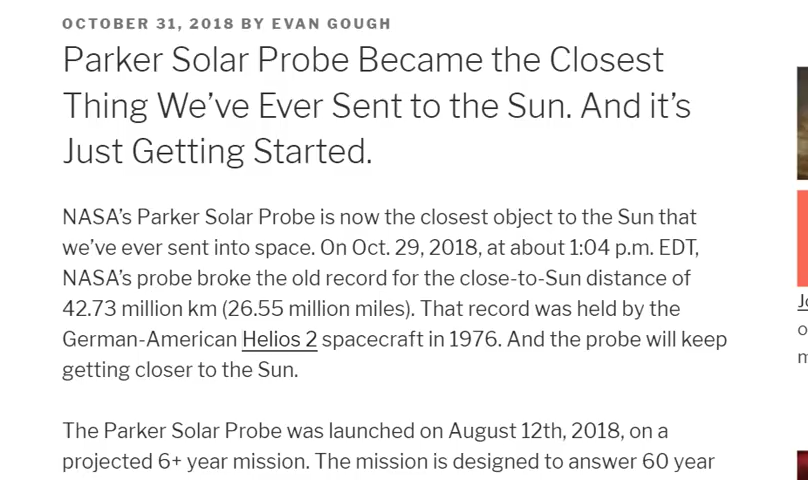 OCTOBER 31, 2018 BY EVAN GOUGH
Parker Solar Probe Became the Closest
Thing We've Ever Sent to the Sun. And it's
Just Getting Started.
NASA's Parker Solar Probe is now the closest object to the Sun that
we've ever sent into space. On Oct. 29, 2018, at about 1:04 p.m. EDT,
NASA's probe broke the old record for the close-to-Sun distance of
42.73 million km (26.55 million miles). That record was held by the
German-American Helios 2 spacecraft in 1976. And the probe will keep
getting closer to the Sun.
The Parker Solar Probe was launched on August 12th, 2018, on a
projected 6+ year mission. The mission is designed to answer 60 year